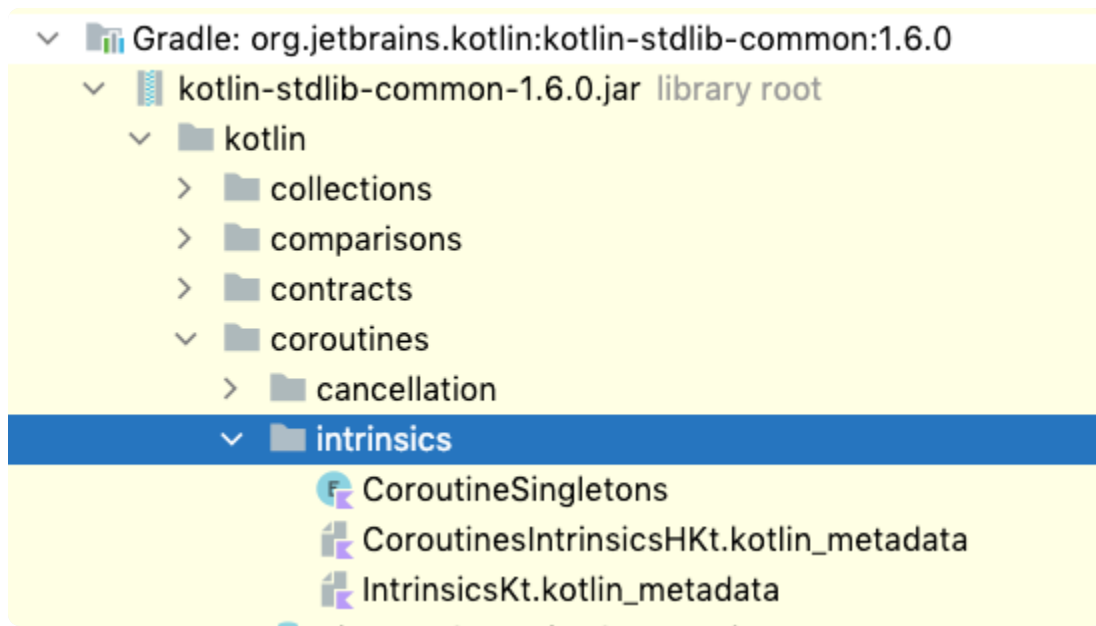 Gradle: org.jetbrains.kotlin:kotlin-stdlib-common:1.6.0
kotlin-stdlib-common-1.6.0.jar library root
kotlin
collections
comparisons
contracts
coroutines
cancellation
intrinsics
E CoroutineSingletons
CoroutinesIntrinsicsHKt.kotlin_metadata
IntrinsicsKt.kotlin_metadata